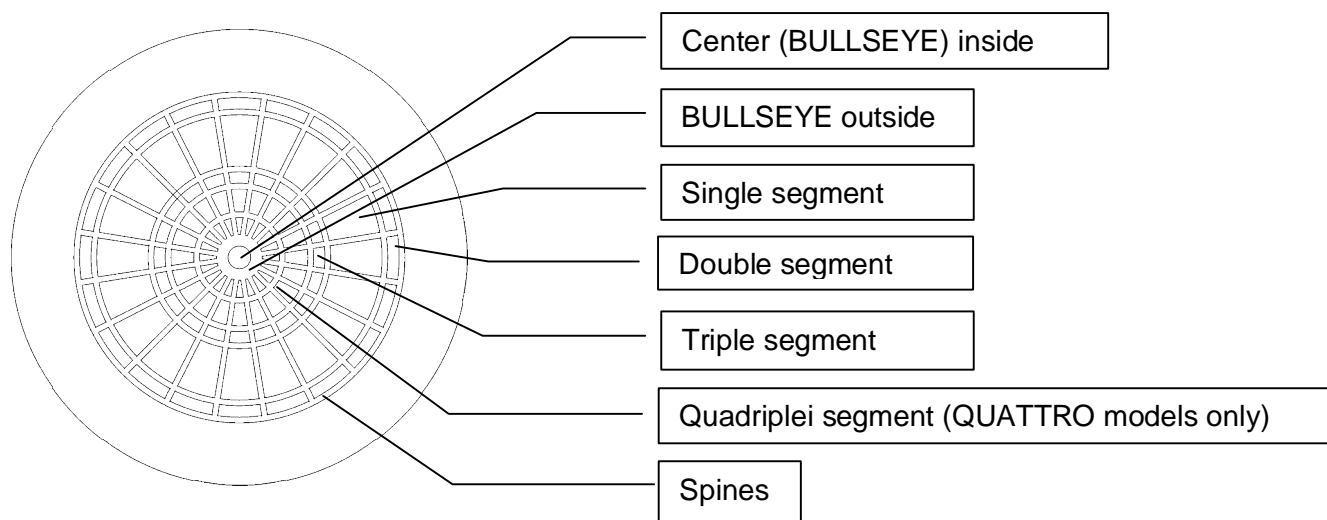 Center (BULLSEYE) inside
BULLSEYE outside
Single segment
Double segment
Triple segment
Quadriplei segment (QUATTRO models only)
Spines